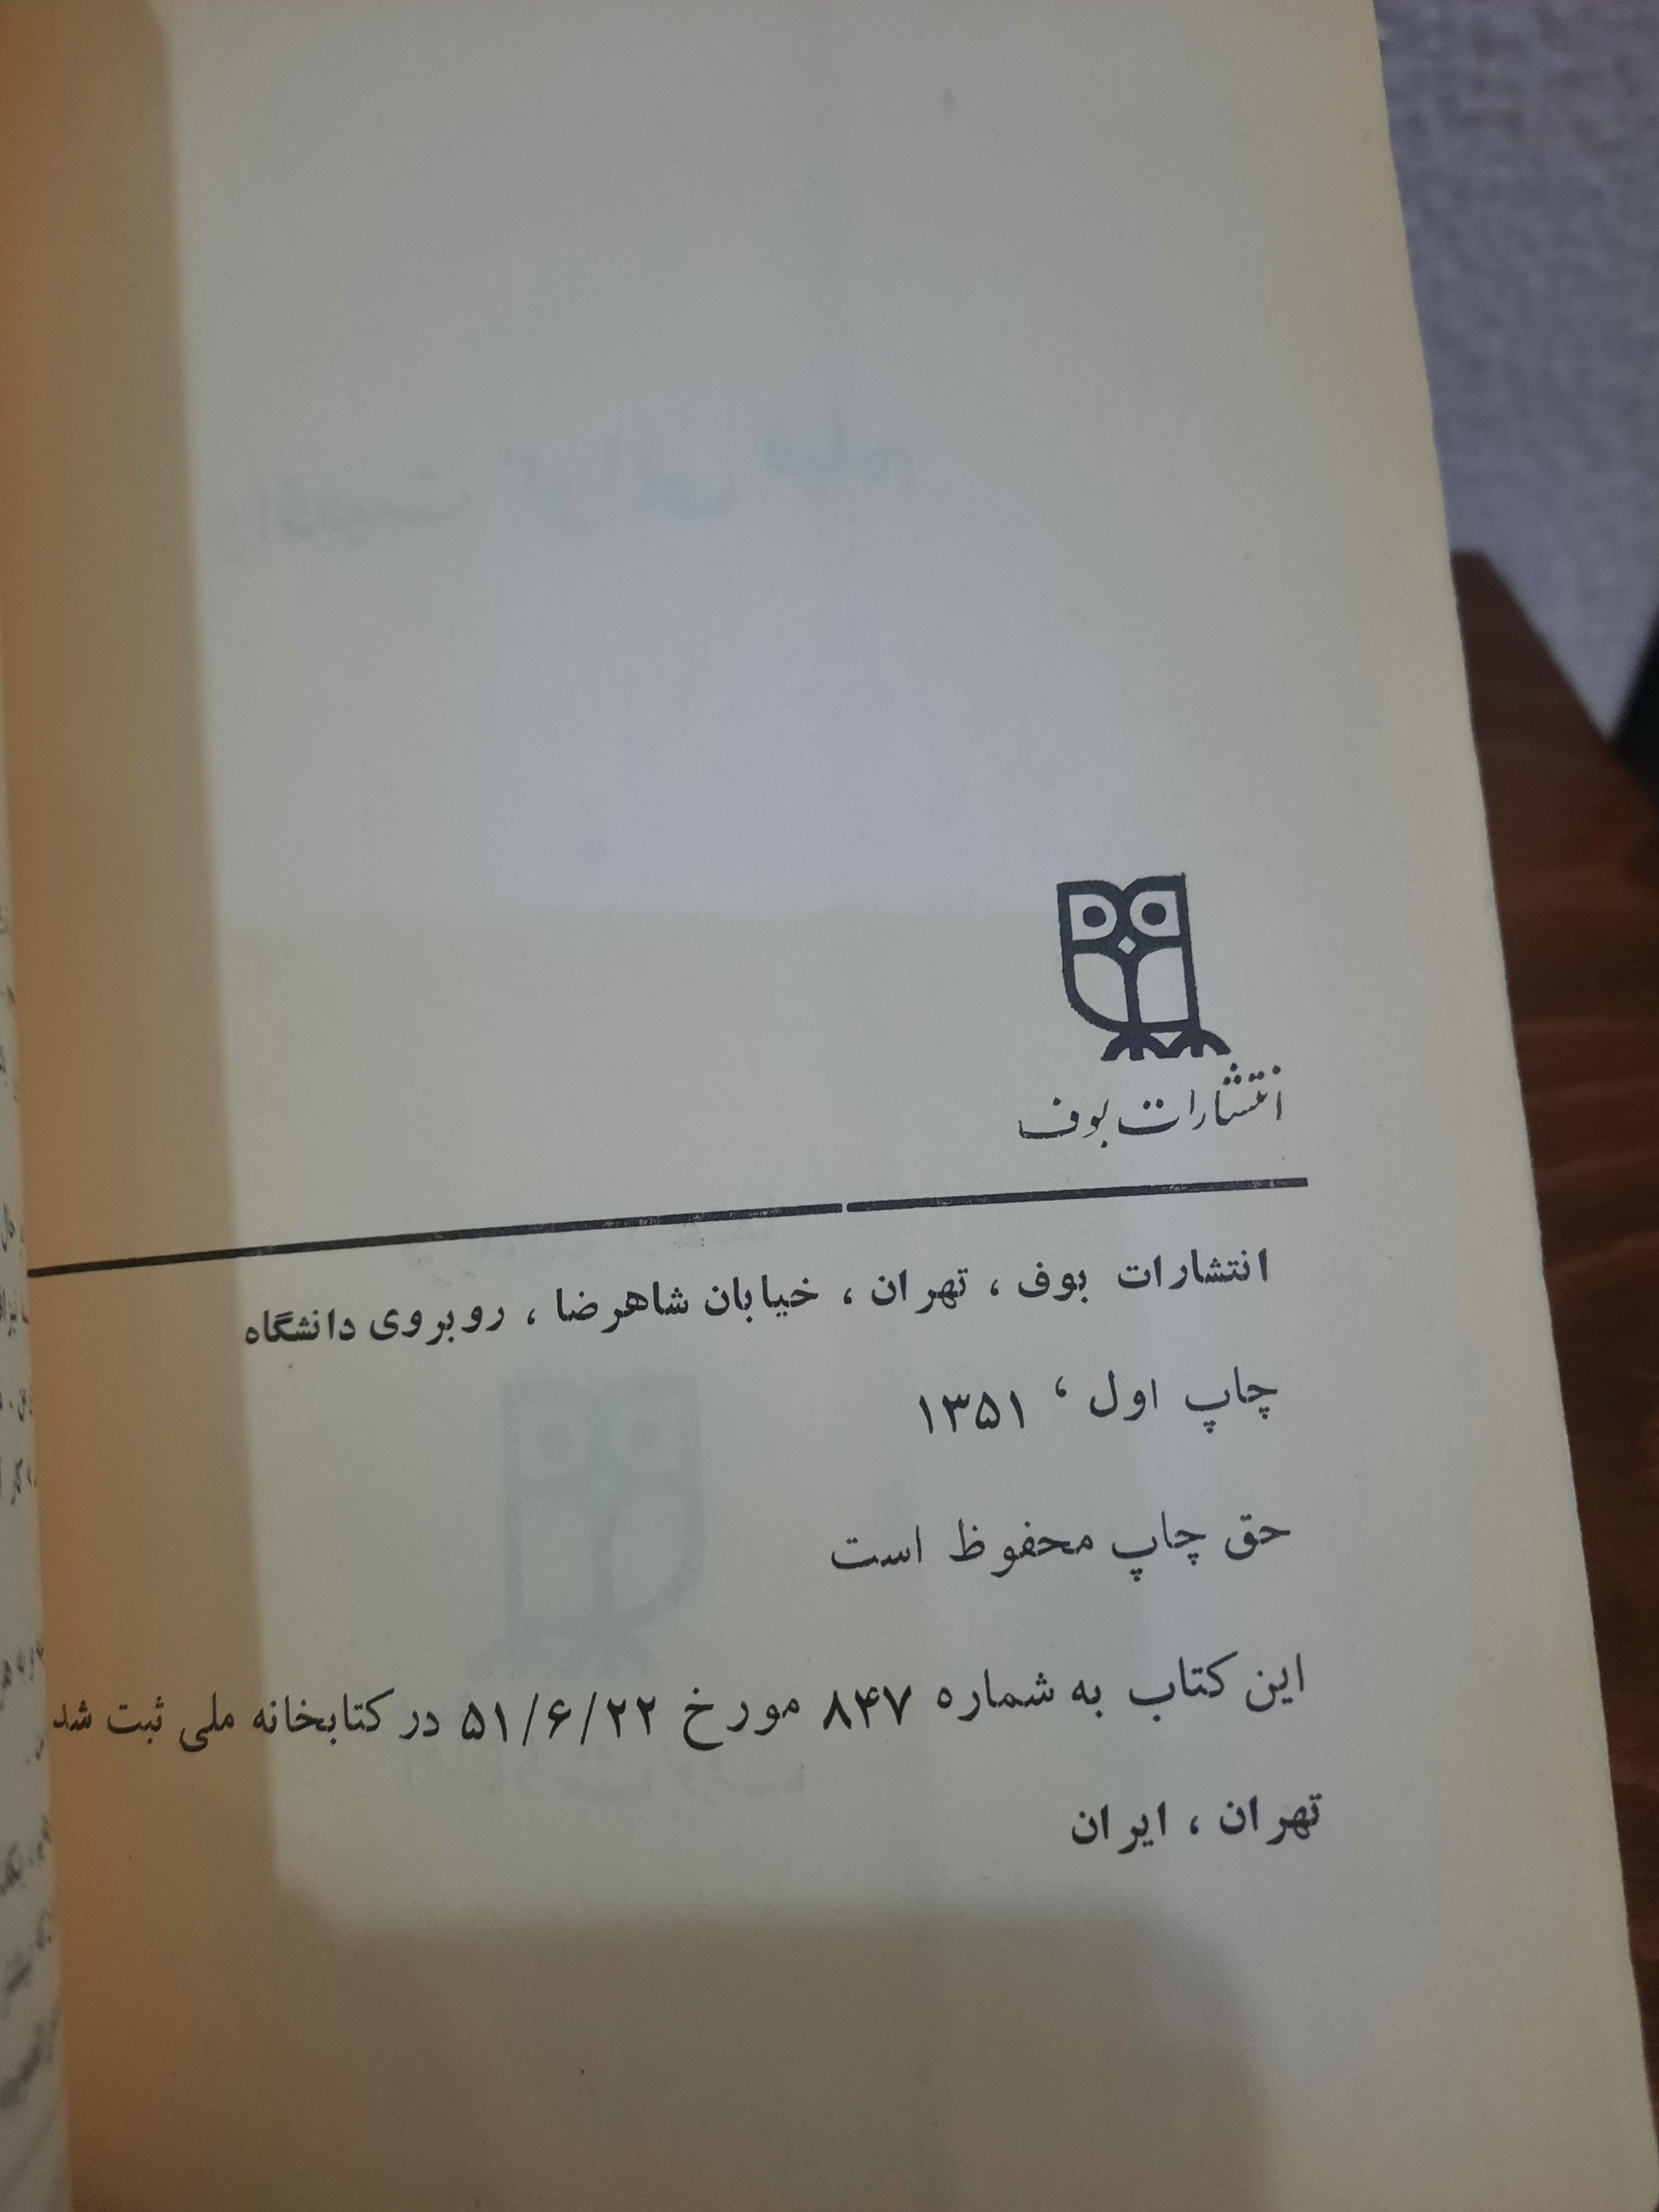 انتشارات بوف
انتشارات بوف ، تهران ، خیابان شاهرضا ، روبروی دانشگاه
چاپ اول ، ۱۳۵۱
حق چاپ محفوظ است
این کتاب به شماره ۸۴۷ مورخ ۵۱/۶/۲۲ در کتابخانه ملی ثبت شد
تهران ، ایران